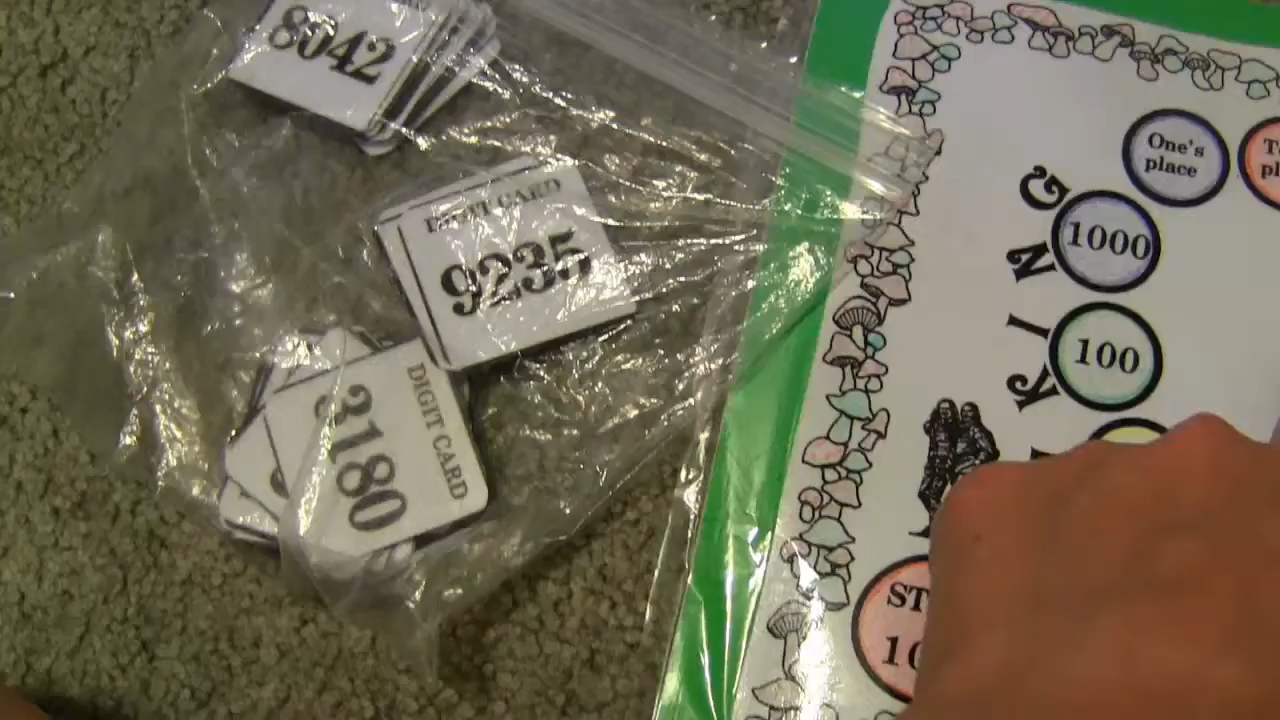 8042
DIGIT CARD
9235
DIGIT CARD
3180
One's
place
1000
100
K I N G